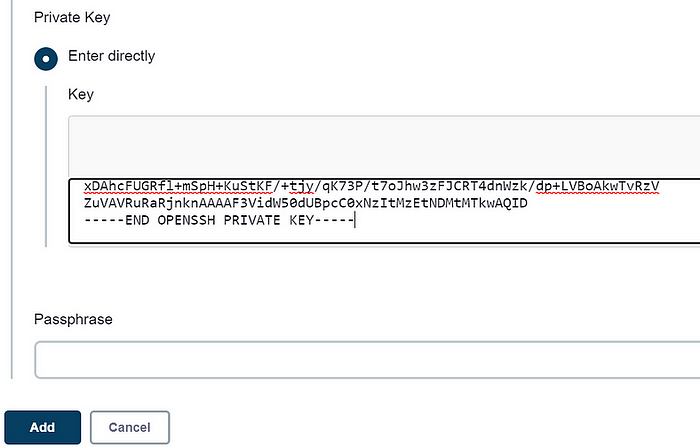 Private Key
Enter directly
Key
xDAhcFUGRfl+mSpH+KuStKF/+tjy/qK73P/t7oJhw3zFJCRT4dnWzk/dp+LVBoAkwTvRzV
ZuVAVRuRaRjnknAAAAF3VidW50dUBpcC0xNzItMzEtNDMtMTkwAQID
-----END OPENSSH PRIVATE KEY-----
Passphrase
Add
Cancel